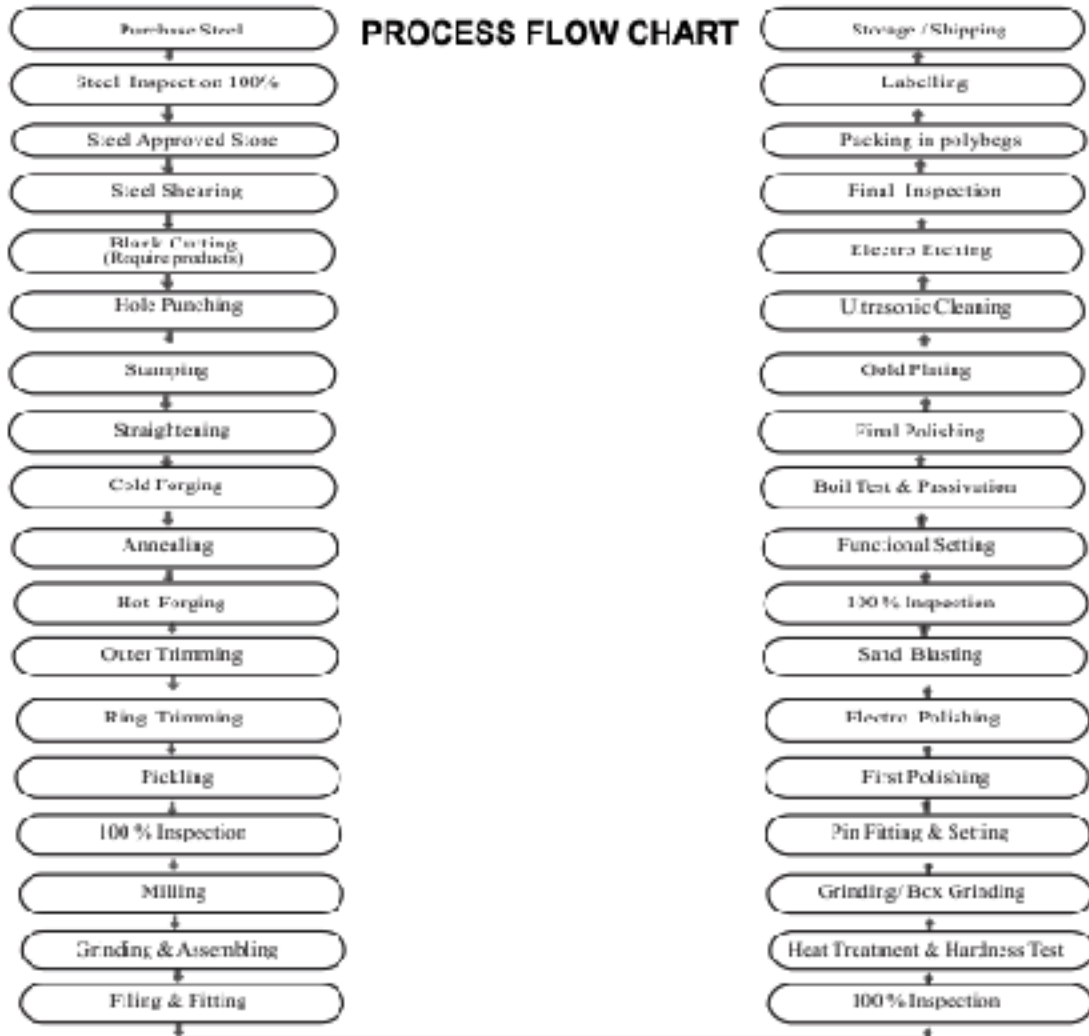 PROCESS FLOW CHART
Purchase Steel
Steel Inspection 100%
Steel Approved Store
Steel Shearing
Blank Cutting
(Require products)
Hole Punching
Stamping
Straightening
Cold Forging
Annealing
Hot Forging
Outer Trimming
Ring Trimming
Pickling
100 % Inspection
Milling
Grinding & Assembling
Filing & Fitting
Storage / Shipping
Labelling
Packing in polybegs
Final Inspection
Electro Etching
Ultrasonic Cleaning
Gold Plating
Final Polishing
Boil Test & Passivation
Functional Setting
100 % Inspection
Sand Blasting
Electro Polishing
First Polishing
Pin Fitting & Setting
Grinding/ Box Grinding
Heat Treatment & Hardness Test
100 % Inspection